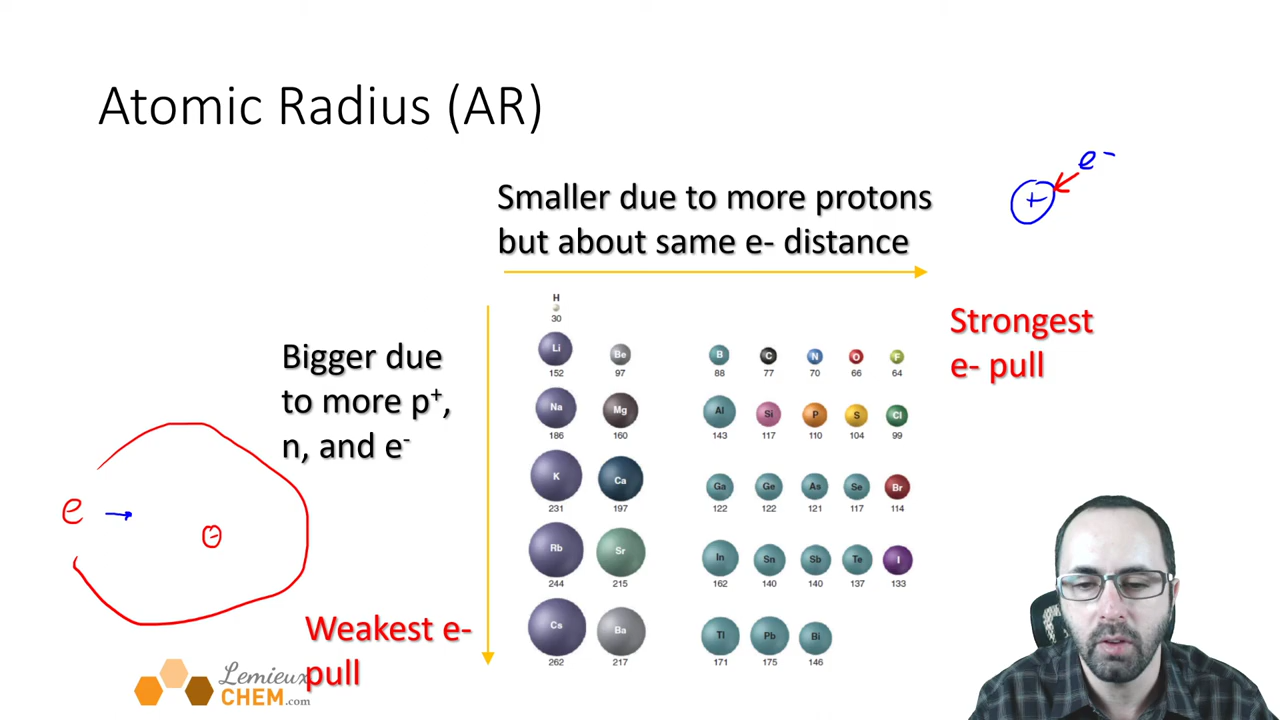 Atomic Radius (AR)
e-
+
Smaller due to more protons
but about same e- distance
Strongest
e- pull
Bigger due
to more p+,
n, and e-
H
30
Li Be B C N O F
152 97 88 77 70 66 64
Na Mg Al Si P S Cl
186 160 143 117 110 104 99
K Ca Ga Ge As Se Br
231 197 122 122 121 117 114
Rb Sr In Sn Sb Te I
244 215 162 140 140 137 133
Cs Ba Tl Pb Bi
262 217 171 175 146
e
Weakest e-
pull
Lemieux
CHEM.com